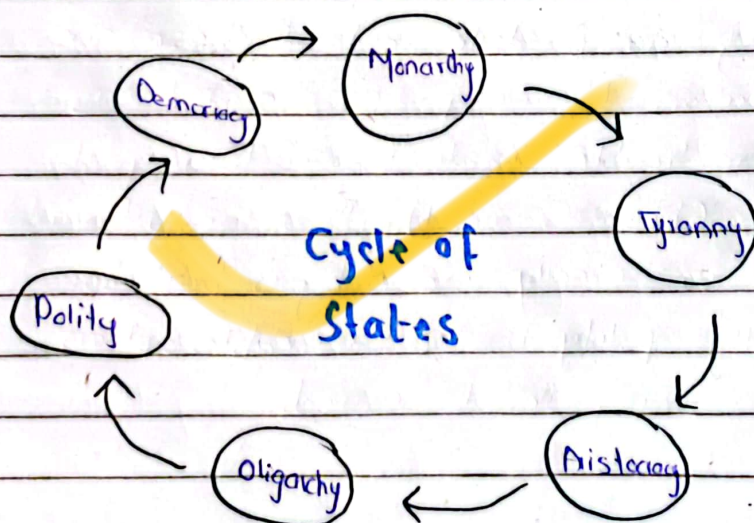 Monarchy
Democracy
Tyranny
Cycle of
States
Polity
Aristocracy
Oligarchy